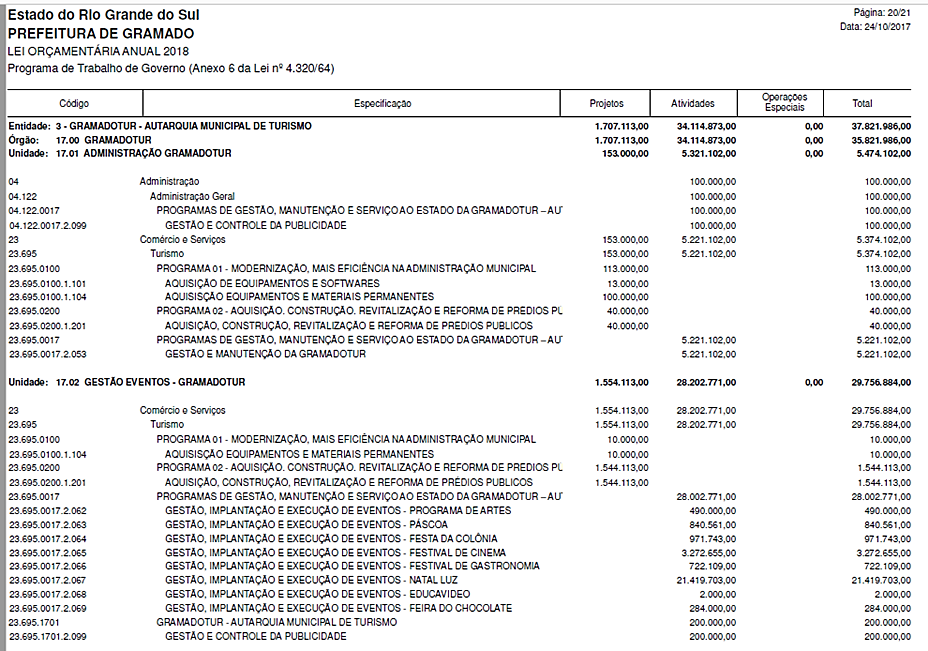 Estado do Rio Grande do Sul
Página: 20/21
PREFEITURA DE GRAMADO
Data: 24/10/2017
LEI ORÇAMENTÁRIA ANUAL 2018
Programa de Trabalho de Governo (Anexo 6 da Lei nº 4.320/64)
Código Especificação Projetos Atividades Operações Especiais Total
Entidade: 3 - GRAMADOTUR - AUTARQUIA MUNICIPAL DE TURISMO 1.707.113,00 34.114.873,00 0,00 37.821.986,00
Órgão: 17.00 GRAMADOTUR 1.707.113,00 34.114.873,00 0,00 35.821.986,00
Unidade: 17.01 ADMINISTRAÇÃO GRAMADOTUR 153.000,00 5.321.102,00 0,00 5.474.102,00
04 Administração 100.000,00 100.000,00
04.122 Administração Geral 100.000,00 100.000,00
04.122.0017 PROGRAMAS DE GESTÃO, MANUTENÇÃO E SERVIÇO AO ESTADO DA GRAMADOTUR – AUT 100.000,00 100.000,00
04.122.0017.2.099 GESTÃO E CONTROLE DA PUBLICIDADE 100.000,00 100.000,00
23 Comércio e Serviços 153.000,00 5.221.102,00 5.374.102,00
23.695 Turismo 153.000,00 5.221.102,00 5.374.102,00
23.695.0100 PROGRAMA 01 - MODERNIZAÇÃO, MAIS EFICIÊNCIA NA ADMINISTRAÇÃO MUNICIPAL 113.000,00 113.000,00
23.695.0100.1.101 AQUISIÇÃO DE EQUIPAMENTOS E SOFTWARES 13.000,00 13.000,00
23.695.0100.1.104 AQUISISÇÃO EQUIPAMENTOS E MATERIAIS PERMANENTES 100.000,00 100.000,00
23.695.0200 PROGRAMA 02 - AQUISIÇÃO. CONSTRUÇÃO. REVITALIZAÇÃO E REFORMA DE PREDIOS PU 40.000,00 40.000,00
23.695.0200.1.201 AQUISIÇÃO, CONSTRUÇÃO, REVITALIZAÇÃO E REFORMA DE PREDIOS PUBLICOS 40.000,00 40.000,00
23.695.0017 PROGRAMAS DE GESTÃO, MANUTENÇÃO E SERVIÇO AO ESTADO DA GRAMADOTUR – AUT 5.221.102,00 5.221.102,00
23.695.0017.2.053 GESTÃO E MANUTENÇÃO DA GRAMADOTUR 5.221.102,00 5.221.102,00
Unidade: 17.02 GESTÃO EVENTOS - GRAMADOTUR 1.554.113,00 28.202.771,00 0,00 29.756.884,00
23 Comércio e Serviços 1.554.113,00 28.202.771,00 29.756.884,00
23.695 Turismo 1.554.113,00 28.202.771,00 29.756.884,00
23.695.0100 PROGRAMA 01 - MODERNIZAÇÃO, MAIS EFICIÊNCIA NA ADMINISTRAÇÃO MUNICIPAL 10.000,00 10.000,00
23.695.0100.1.104 AQUISISÇÃO EQUIPAMENTOS E MATERIAIS PERMANENTES 10.000,00 10.000,00
23.695.0200 PROGRAMA 02 - AQUISIÇÃO. CONSTRUÇÃO. REVITALIZAÇÃO E REFORMA DE PREDIOS PU 1.544.113,00 1.544.113,00
23.695.0200.1.201 AQUISIÇÃO, CONSTRUÇÃO, REVITALIZAÇÃO E REFORMA DE PRÉDIOS PUBLICOS 1.544.113,00 1.544.113,00
23.695.0017 PROGRAMAS DE GESTÃO, MANUTENÇÃO E SERVIÇO AO ESTADO DA GRAMADOTUR – AUT 28.002.771,00 28.002.771,00
23.695.0017.2.062 GESTÃO, IMPLANTAÇÃO E EXECUÇÃO DE EVENTOS - PROGRAMA DE ARTES 490.000,00 490.000,00
23.695.0017.2.063 GESTÃO, IMPLANTAÇÃO E EXECUÇÃO DE EVENTOS - PÁSCOA 840.561,00 840.561,00
23.695.0017.2.064 GESTÃO, IMPLANTAÇÃO E EXECUÇÃO DE EVENTOS - FESTA DA COLÔNIA 971.743,00 971.743,00
23.695.0017.2.065 GESTÃO, IMPLANTAÇÃO E EXECUÇÃO DE EVENTOS - FESTIVAL DE CINEMA 3.272.655,00 3.272.655,00
23.695.0017.2.066 GESTÃO, IMPLANTAÇÃO E EXECUÇÃO DE EVENTOS - FESTIVAL DE GASTRONOMIA 722.109,00 722.109,00
23.695.0017.2.067 GESTÃO, IMPLANTAÇÃO E EXECUÇÃO DE EVENTOS - NATAL LUZ 21.419.703,00 21.419.703,00
23.695.0017.2.068 GESTÃO, IMPLANTAÇÃO E EXECUÇÃO DE EVENTOS - EDUCAVIDEO 2.000,00 2.000,00
23.695.0017.2.069 GESTÃO, IMPLANTAÇÃO E EXECUÇÃO DE EVENTOS - FEIRA DO CHOCOLATE 284.000,00 284.000,00
23.695.1701 GRAMADOTUR - AUTARQUIA MUNICIPAL DE TURISMO 200.000,00 200.000,00
23.695.1701.2.099 GESTÃO E CONTROLE DA PUBLICIDADE 200.000,00 200.000,00